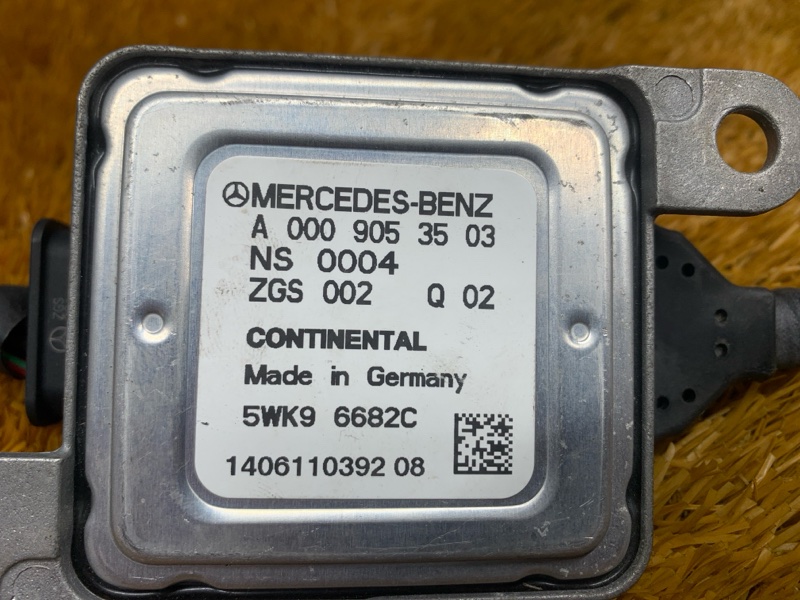 MERCEDES-BENZ
A 000 905 35 03
NS 0004
ZGS 002 Q 02
CONTINENTAL
Made in Germany
5WK9 6682C
1406110392 08